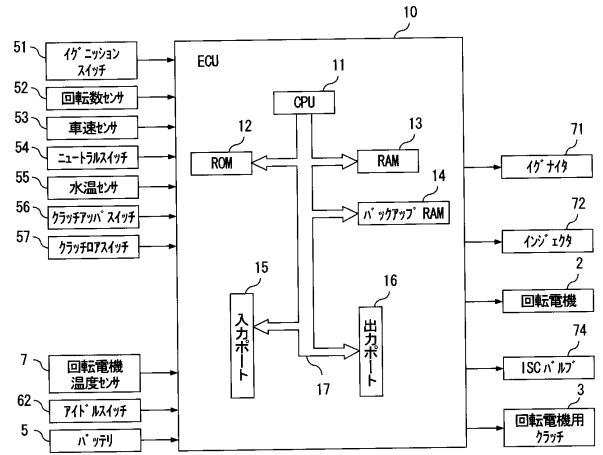 10
ECU
51
イグニッション
スイッチ
52
回転数センサ
53
車速センサ
54
ニュートラルスイッチ
55
水温センサ
56
クラッチアッパスイッチ
57
クラッチロアスイッチ
7
回転電機
温度センサ
62
アイドルスイッチ
5
バッテリ
11
CPU
12
ROM
13
RAM
14
バックアップ RAM
15
入力ポート
16
出力ポート
17
71
イグナイタ
72
インジェクタ
2
回転電機
74
ISCバルブ
3
回転電機用
クラッチ